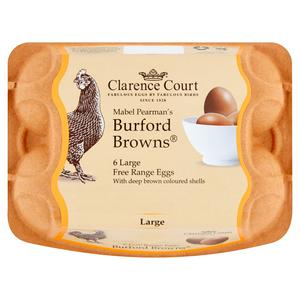 Clarence Court
FABULOUS EGGS BY FABULOUS BIRDS
SINCE 1928
Mabel Pearman's
Burford
Browns®
6 Large
Free Range Eggs
With deep brown coloured shells
Large